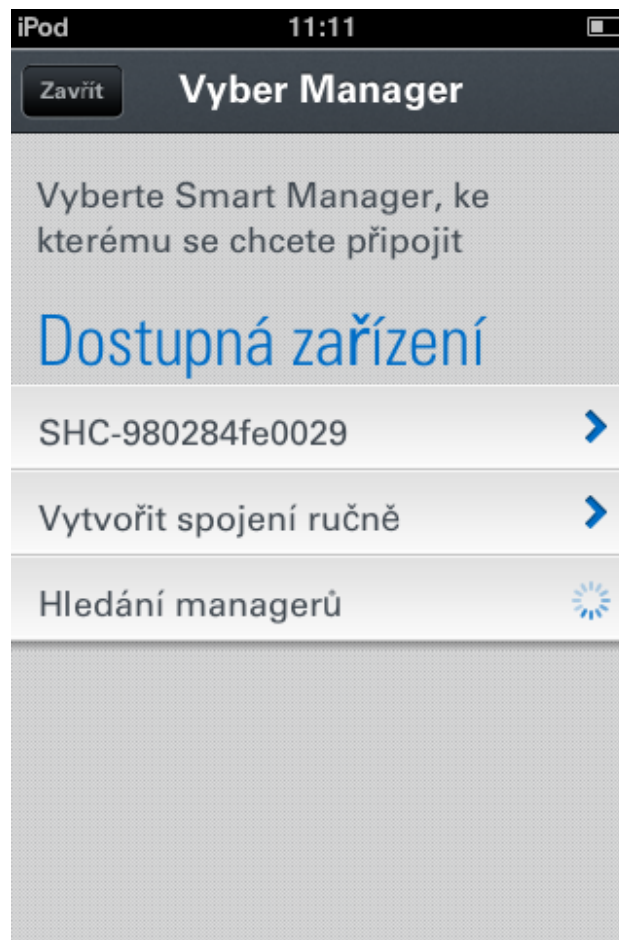 iPod 11:11
Zavřít Vyber Manager
Vyberte Smart Manager, ke
kterému se chcete připojit
Dostupná zařízení
SHC-980284fe0029
Vytvořit spojení ručně
Hledání managerů